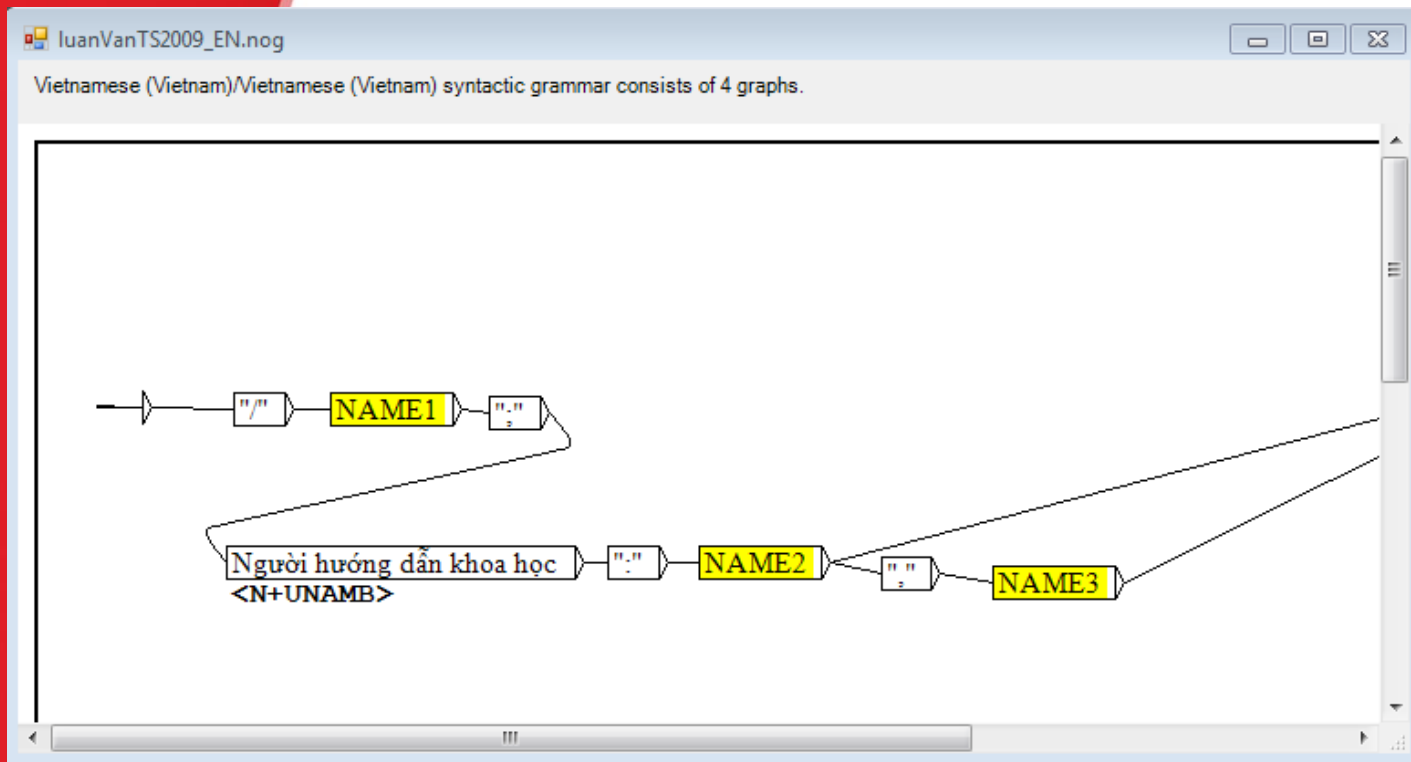 luanVanTS2009_EN.nog
Vietnamese (Vietnam)/Vietnamese (Vietnam) syntactic grammar consists of 4 graphs.
"/" NAME1 ";"
Người hướng dẫn khoa học ":" NAME2 "," NAME3
<N+UNAMB>